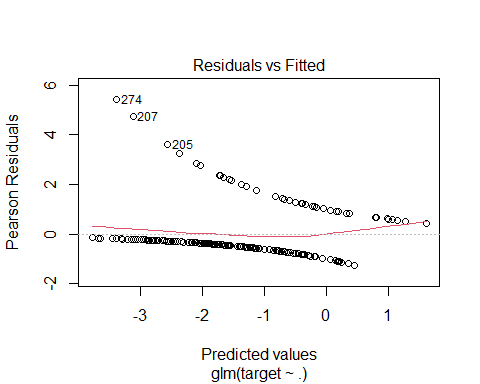 Residuals vs Fitted
Pearson Residuals
6
4
2
0
-2
274
207
205
-3 -2 -1 0 1
Predicted values
glm(target ~ .)